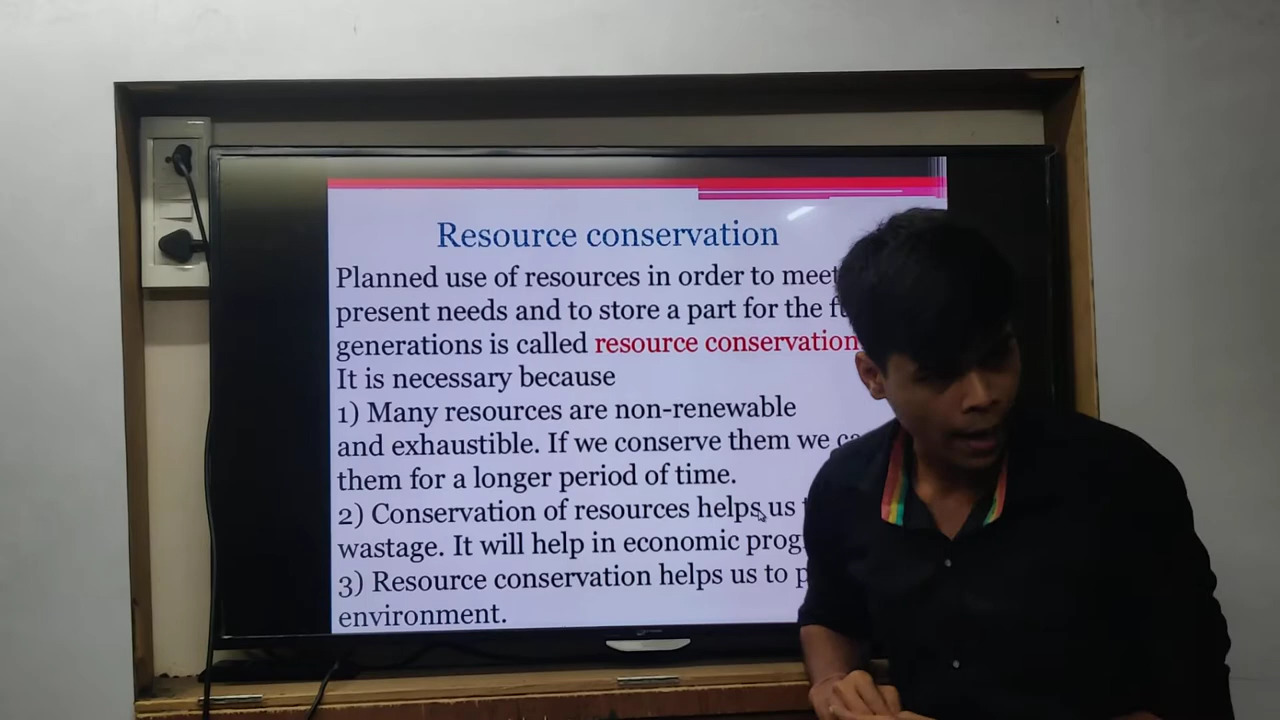 Resource conservation
Planned use of resources in order to meet
present needs and to store a part for the
generations is called resource conservation
It is necessary because
1) Many resources are non-renewable
and exhaustible. If we conserve them we
them for a longer period of time.
2) Conservation of resources helps us
wastage. It will help in economic
3) Resource conservation helps us to
environment.